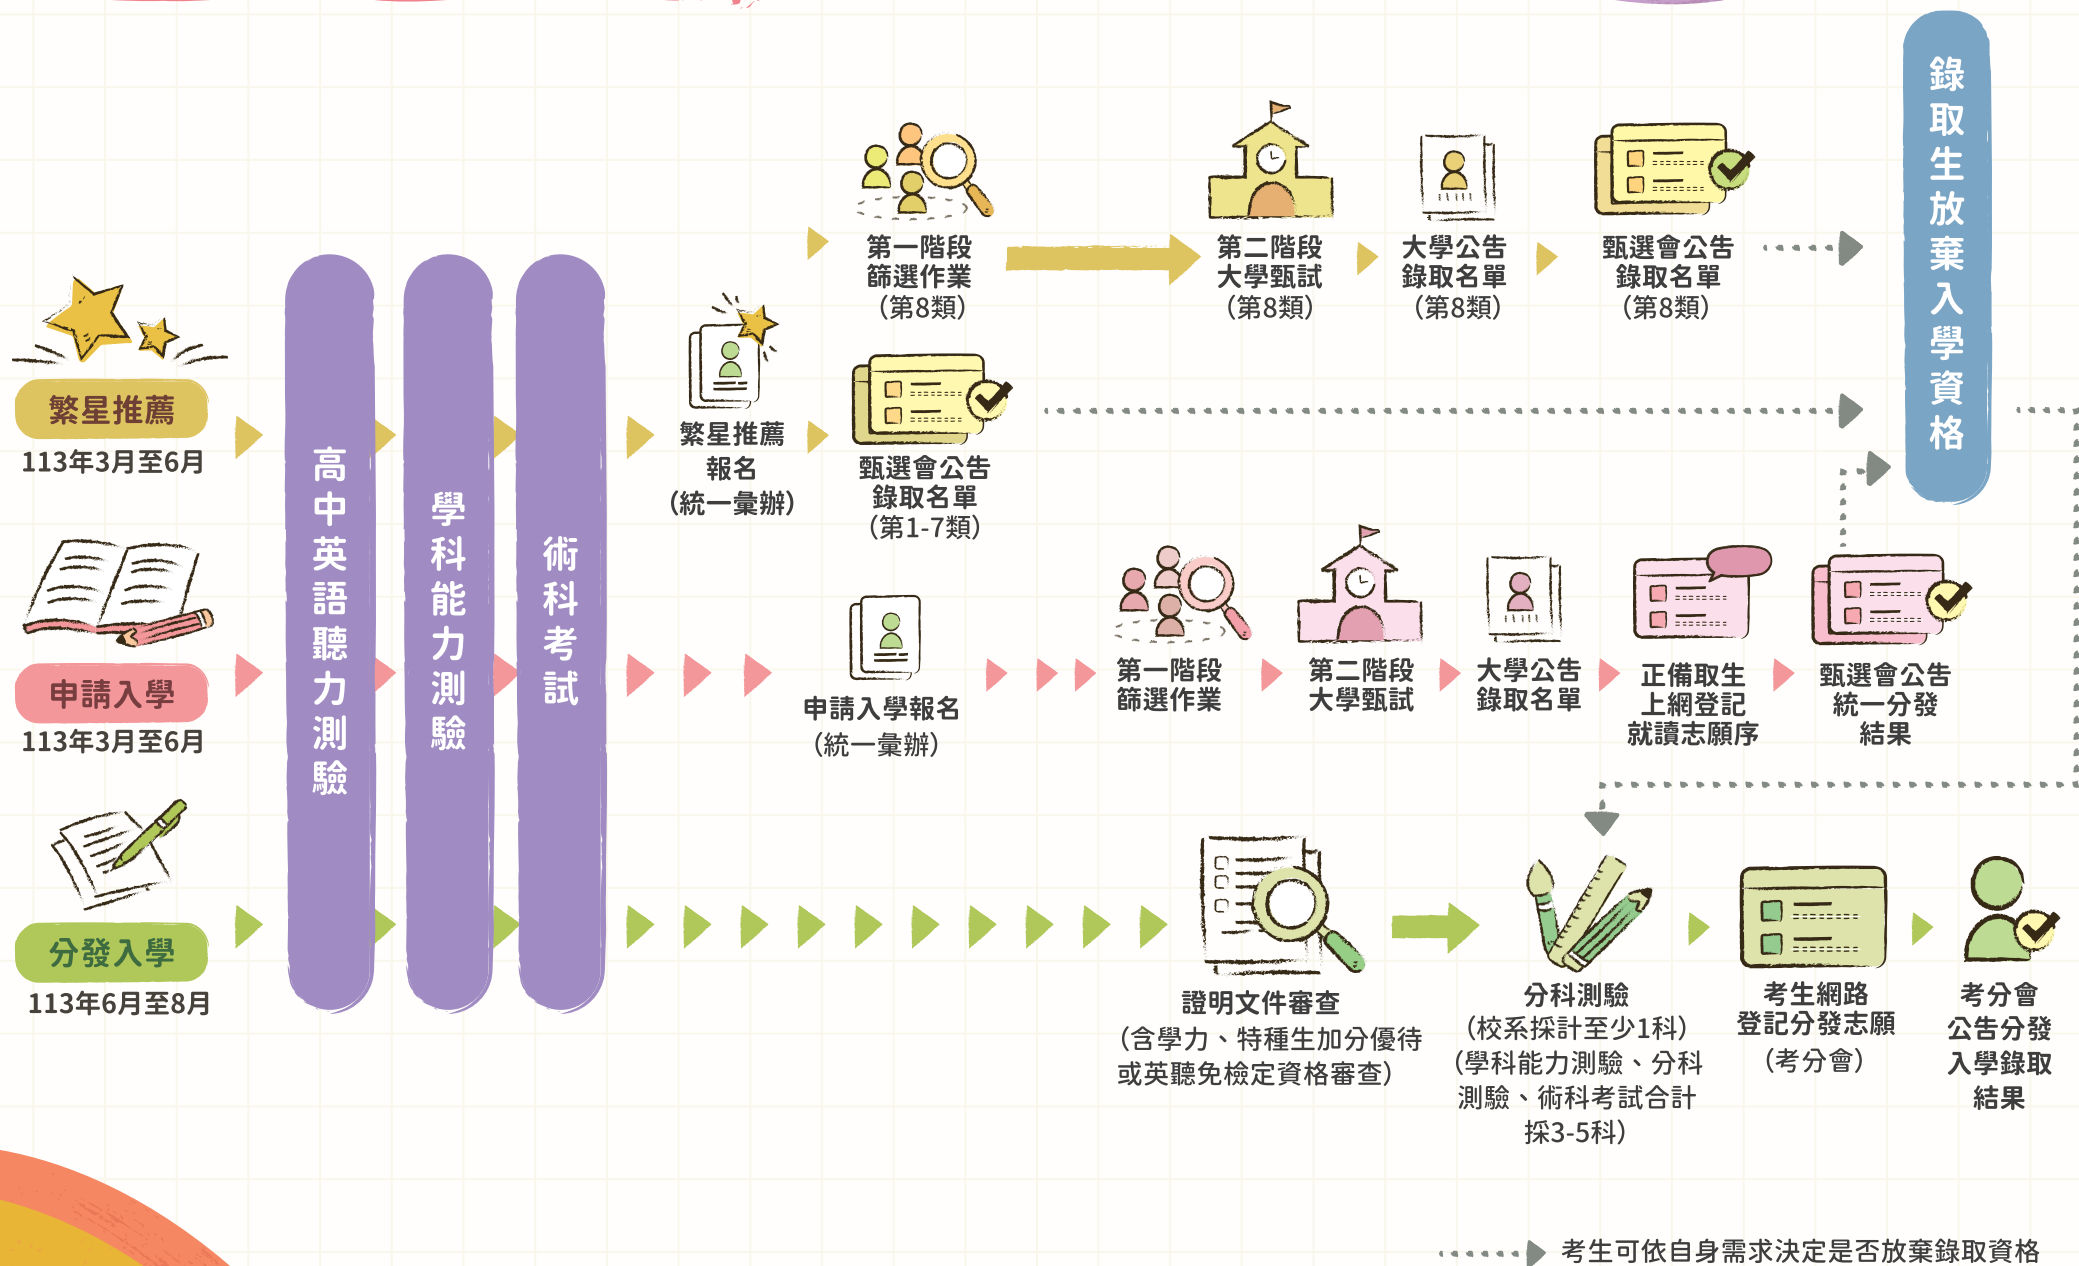 繁星推薦
113年3月至6月
申請入學
113年3月至6月
分發入學
113年6月至8月
高中英語聽力測驗
學科能力測驗
術科考試
繁星推薦
報名
(統一彙辦)
第一階段
篩選作業
(第8類)
第二階段
大學甄試
(第8類)
大學公告
錄取名單
(第8類)
甄選會公告
錄取名單
(第8類)
甄選會公告
錄取名單
(第1-7類)
錄取生放棄入學資格
申請入學報名
(統一彙辦)
第一階段
篩選作業
第二階段
大學甄試
大學公告
錄取名單
正備取生
上網登記
就讀志願序
甄選會公告
統一分發
結果
證明文件審查
(含學力、特種生加分優待
或英聽免檢定資格審查)
分科測驗
(校系採計至少1科)
(學科能力測驗、分科
測驗、術科考試合計
採3-5科)
考生網路
登記分發志願
(考分會)
考分會
公告分發
入學錄取
結果
考生可依自身需求決定是否放棄錄取資格